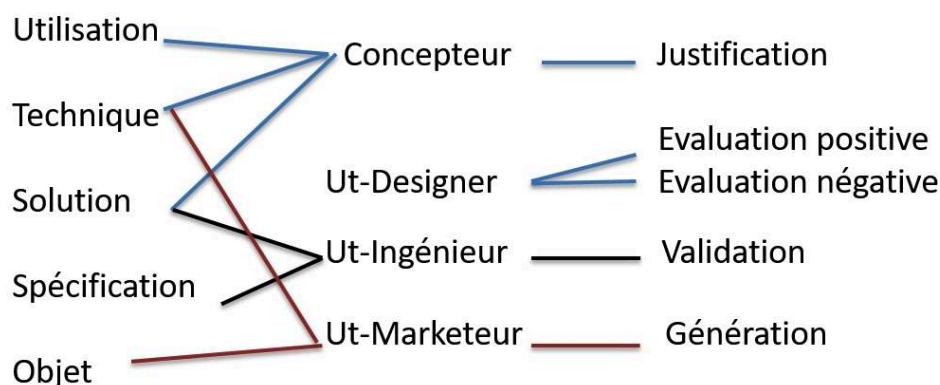 Utilisation
Technique
Solution
Spécification
Objet
Concepteur
Ut-Designer
Ut-Ingénieur
Ut-Marketeur
Justification
Evaluation positive
Evaluation négative
Validation
Génération